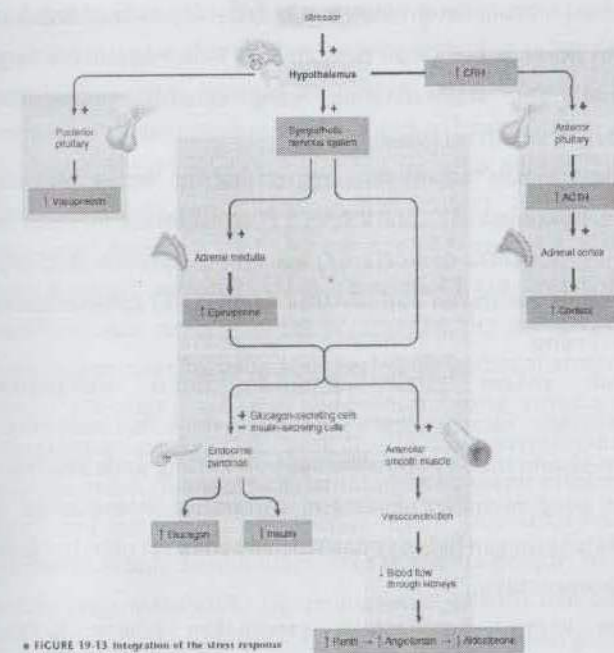 stressor
+
Hypothalamus
↑ CRH
+
+
+
Posterior
pituitary
Sympathetic
nervous system
Anterior
pituitary
↑ Vasopressin
↑ ACTH
+
+
Adrenal medulla
Adrenal cortex
↑ Epinephrine
↑ Cortisol
+ Glucagon-secreting cells
− Insulin-secreting cells
+
Endocrine
pancreas
Arteriolar
smooth muscle
↑ Glucagon
Insulin
Vasoconstriction
↓ Blood flow
through kidneys
↑ Renin → ↑ Angiotensin → ↑ Aldosterone
● FIGURE 19-13 Integration of the stress response